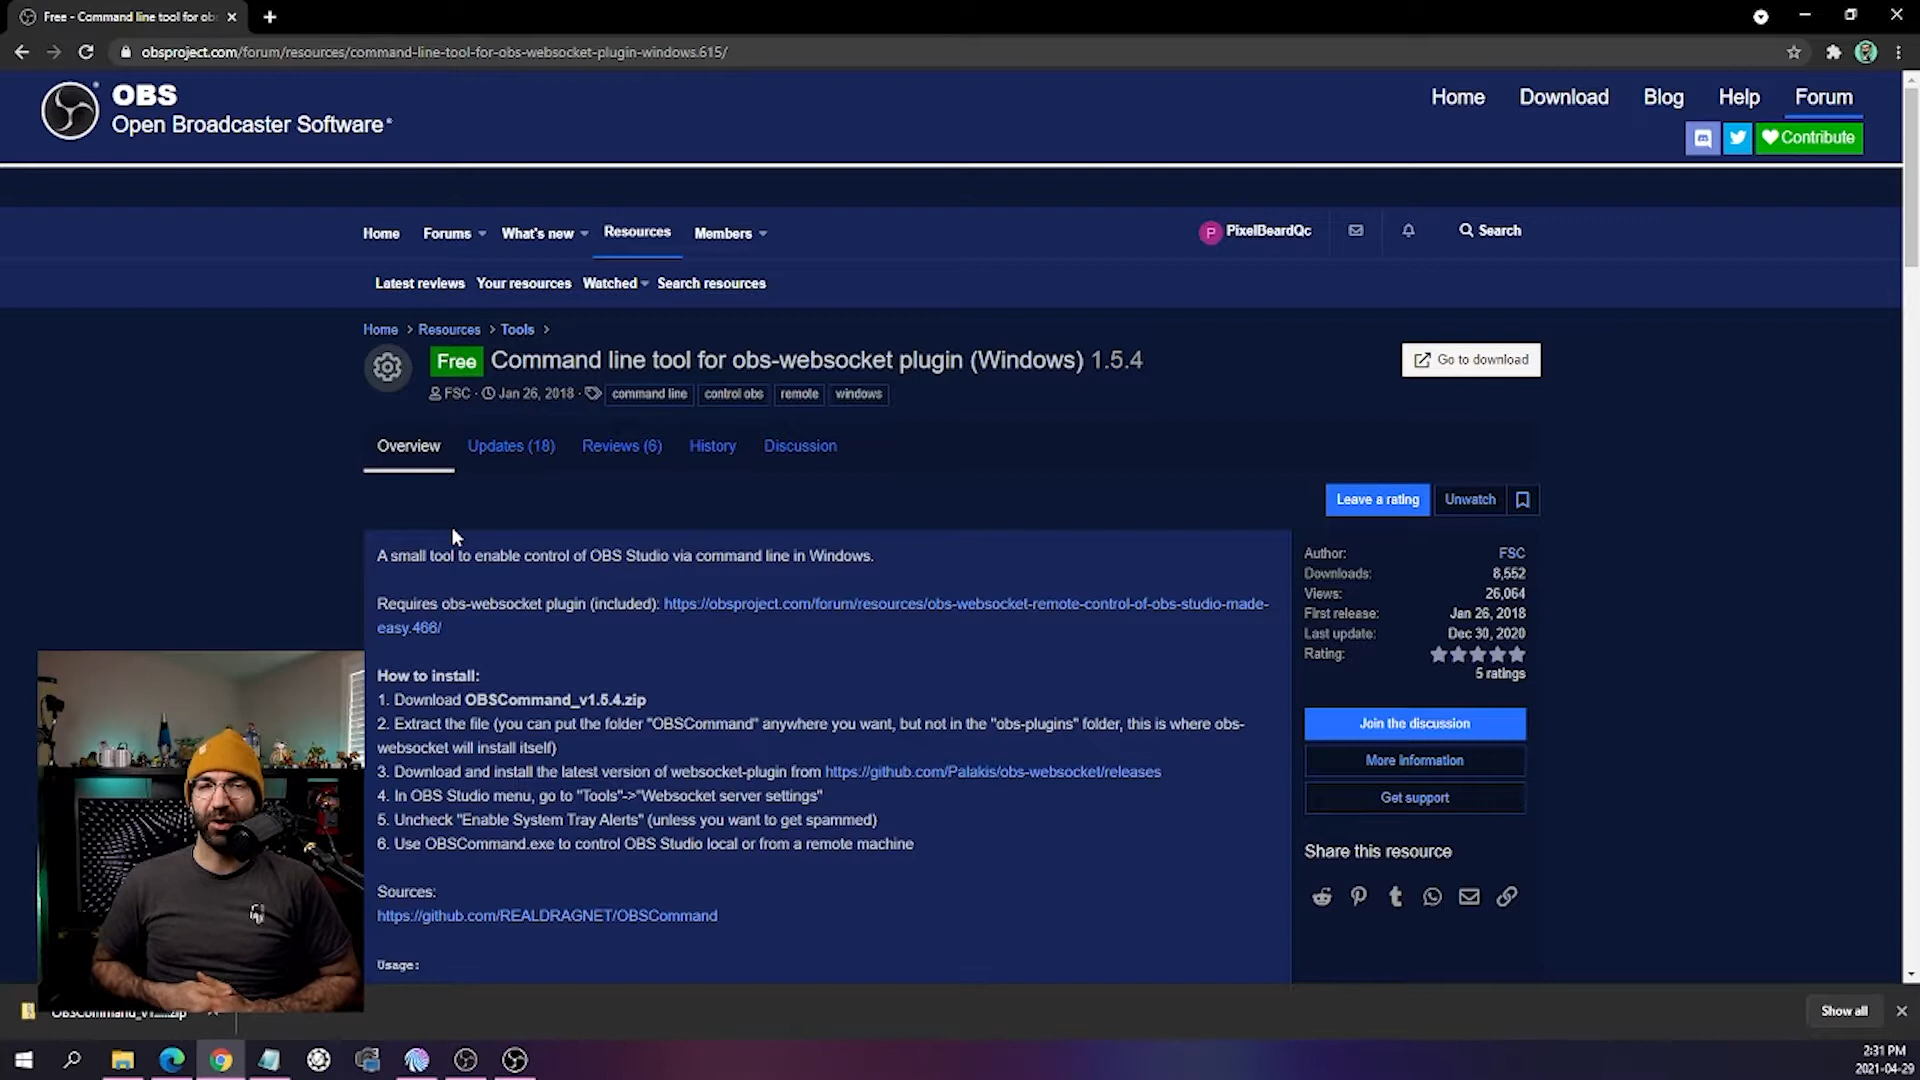 Free - Command line tool for obs
obsproject.com/forum/resources/command-line-tool-for-obs-websocket-plugin-windows.615/
OBS
Open Broadcaster Software
Home Download Blog Help Forum
Contribute
Home Forums What's new Resources Members
P PixelBeardQc Search
Latest reviews Your resources Watched Search resources
Home > Resources > Tools >
Free Command line tool for obs-websocket plugin (Windows) 1.5.4
Go to download
FSC · Jan 26, 2018 · command line control obs remote windows
Overview Updates (18) Reviews (6) History Discussion
Leave a rating Unwatch
A small tool to enable control of OBS Studio via command line in Windows.
Requires obs-websocket plugin (included): https://obsproject.com/forum/resources/obs-websocket-remote-control-of-obs-studio-made-
easy.466/
How to install:
1. Download OBSCommand_v1.5.4.zip
2. Extract the file (you can put the folder "OBSCommand" anywhere you want, but not in the "obs-plugins" folder, this is where obs-
websocket will install itself)
3. Download and install the latest version of websocket-plugin from https://github.com/Palakis/obs-websocket/releases
4. In OBS Studio menu, go to "Tools"->"Websocket server settings"
5. Uncheck "Enable System Tray Alerts" (unless you want to get spammed)
6. Use OBSCommand.exe to control OBS Studio local or from a remote machine
Sources:
https://github.com/REALDRAGNET/OBSCommand
Usage:
Author: FSC
Downloads: 8,552
Views: 26,064
First release: Jan 26, 2018
Last update: Dec 30, 2020
Rating:
5 ratings
Join the discussion
More information
Get support
Share this resource
OBSCommand_v1....zip
Show all
2:31 PM
2021-04-29